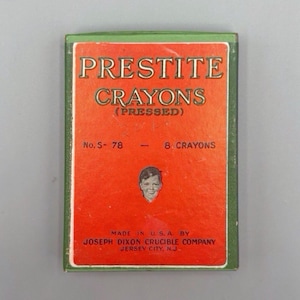 PRESTITE
CRAYONS
(PRESSED)
No. S- 78 — 8 CRAYONS
MADE IN U.S.A. BY
JOSEPH DIXON CRUCIBLE COMPANY
JERSEY CITY, N.J.